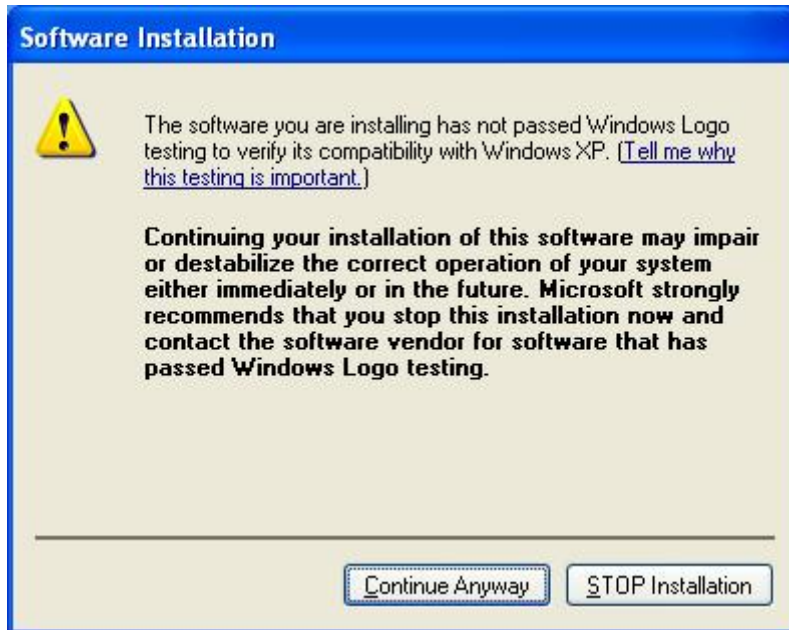 Software Installation
The software you are installing has not passed Windows Logo
testing to verify its compatibility with Windows XP. (Tell me why
this testing is important.)
Continuing your installation of this software may impair
or destabilize the correct operation of your system
either immediately or in the future. Microsoft strongly
recommends that you stop this installation now and
contact the software vendor for software that has
passed Windows Logo testing.
Continue Anyway
STOP Installation